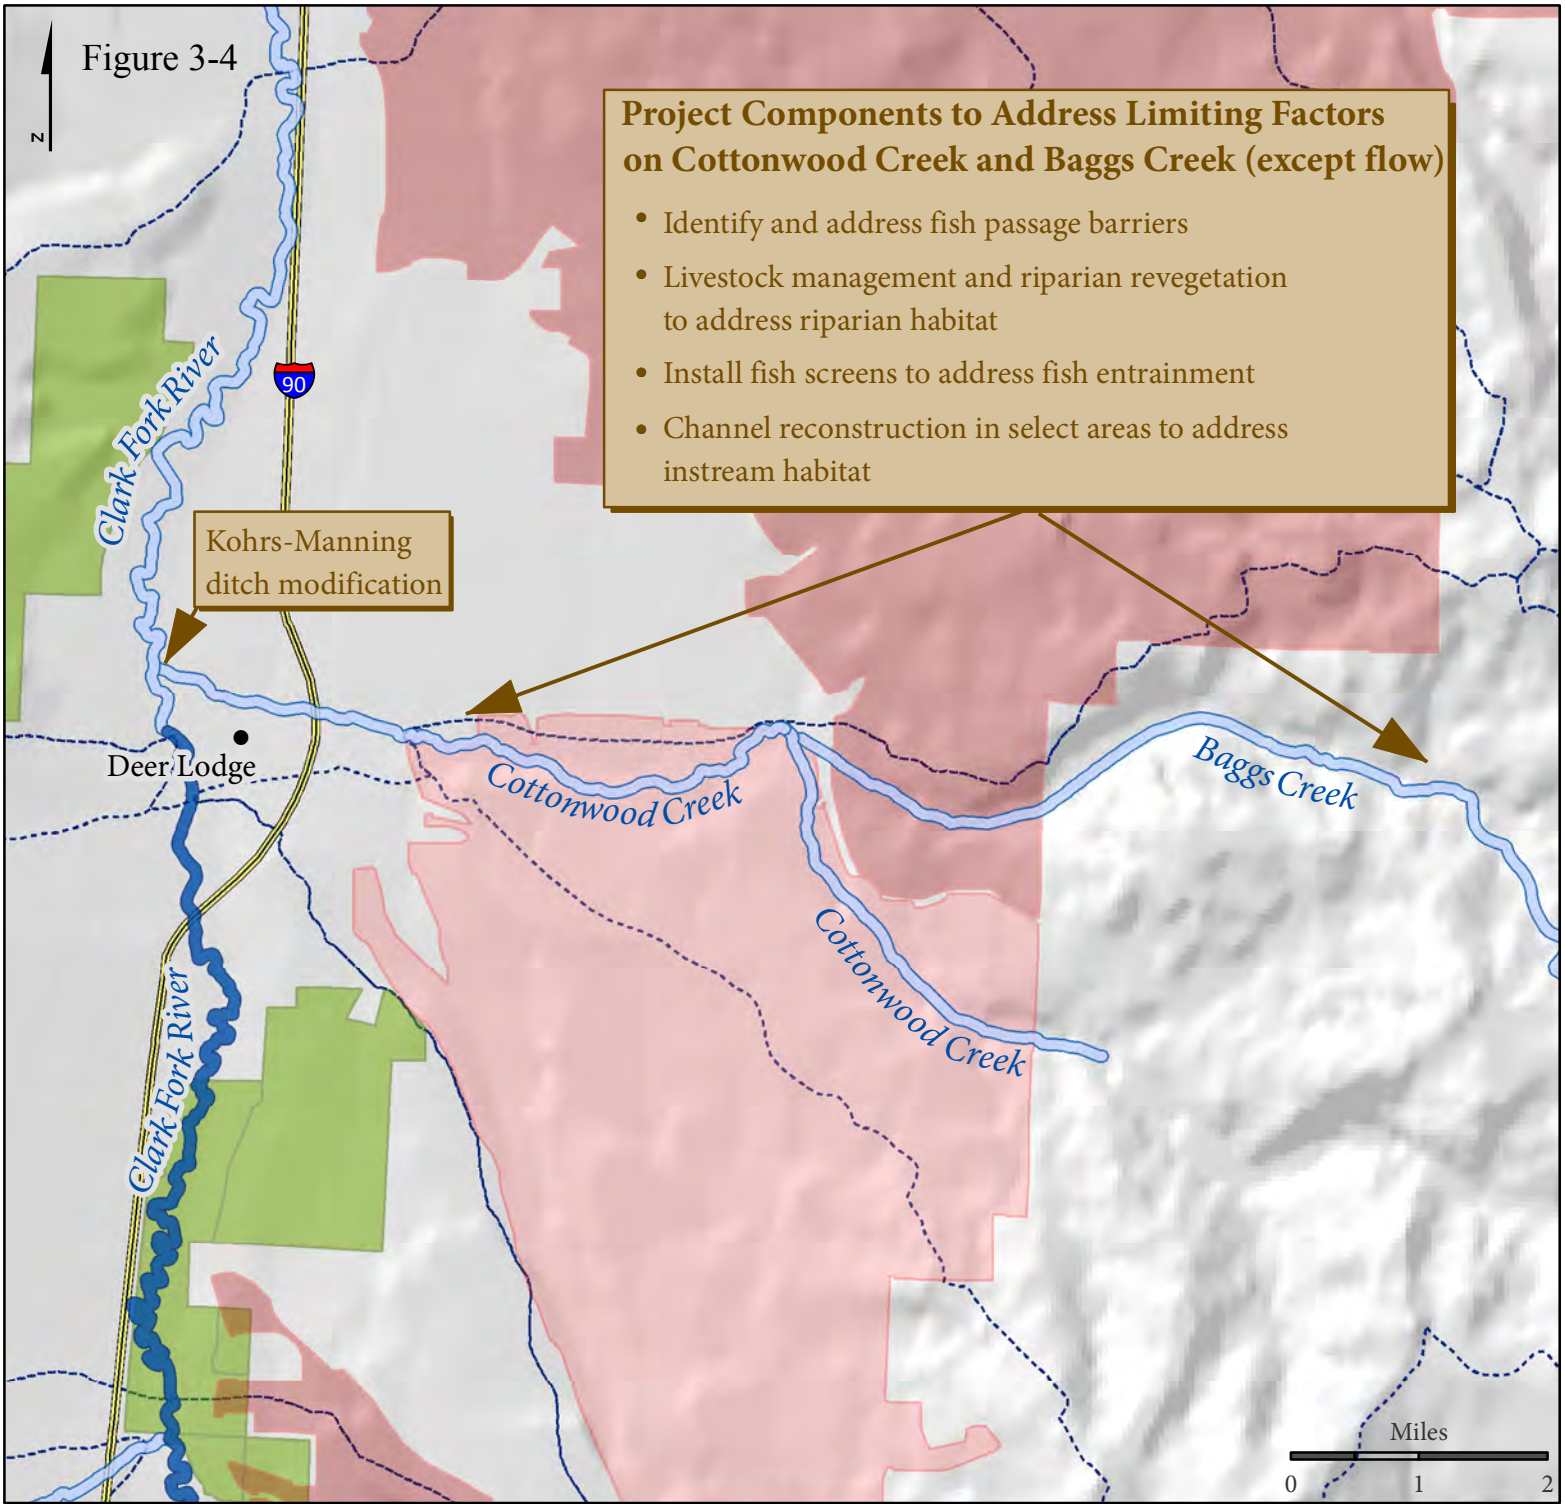 Figure 3-4
N
Project Components to Address Limiting Factors
on Cottonwood Creek and Baggs Creek (except flow)
• Identify and address fish passage barriers
• Livestock management and riparian revegetation
to address riparian habitat
• Install fish screens to address fish entrainment
• Channel reconstruction in select areas to address
instream habitat
90
Clark Fork River
Kohrs-Manning
ditch modification
Deer Lodge
Cottonwood Creek
Baggs Creek
Cottonwood Creek
Clark Fork River
Miles
0 1 2